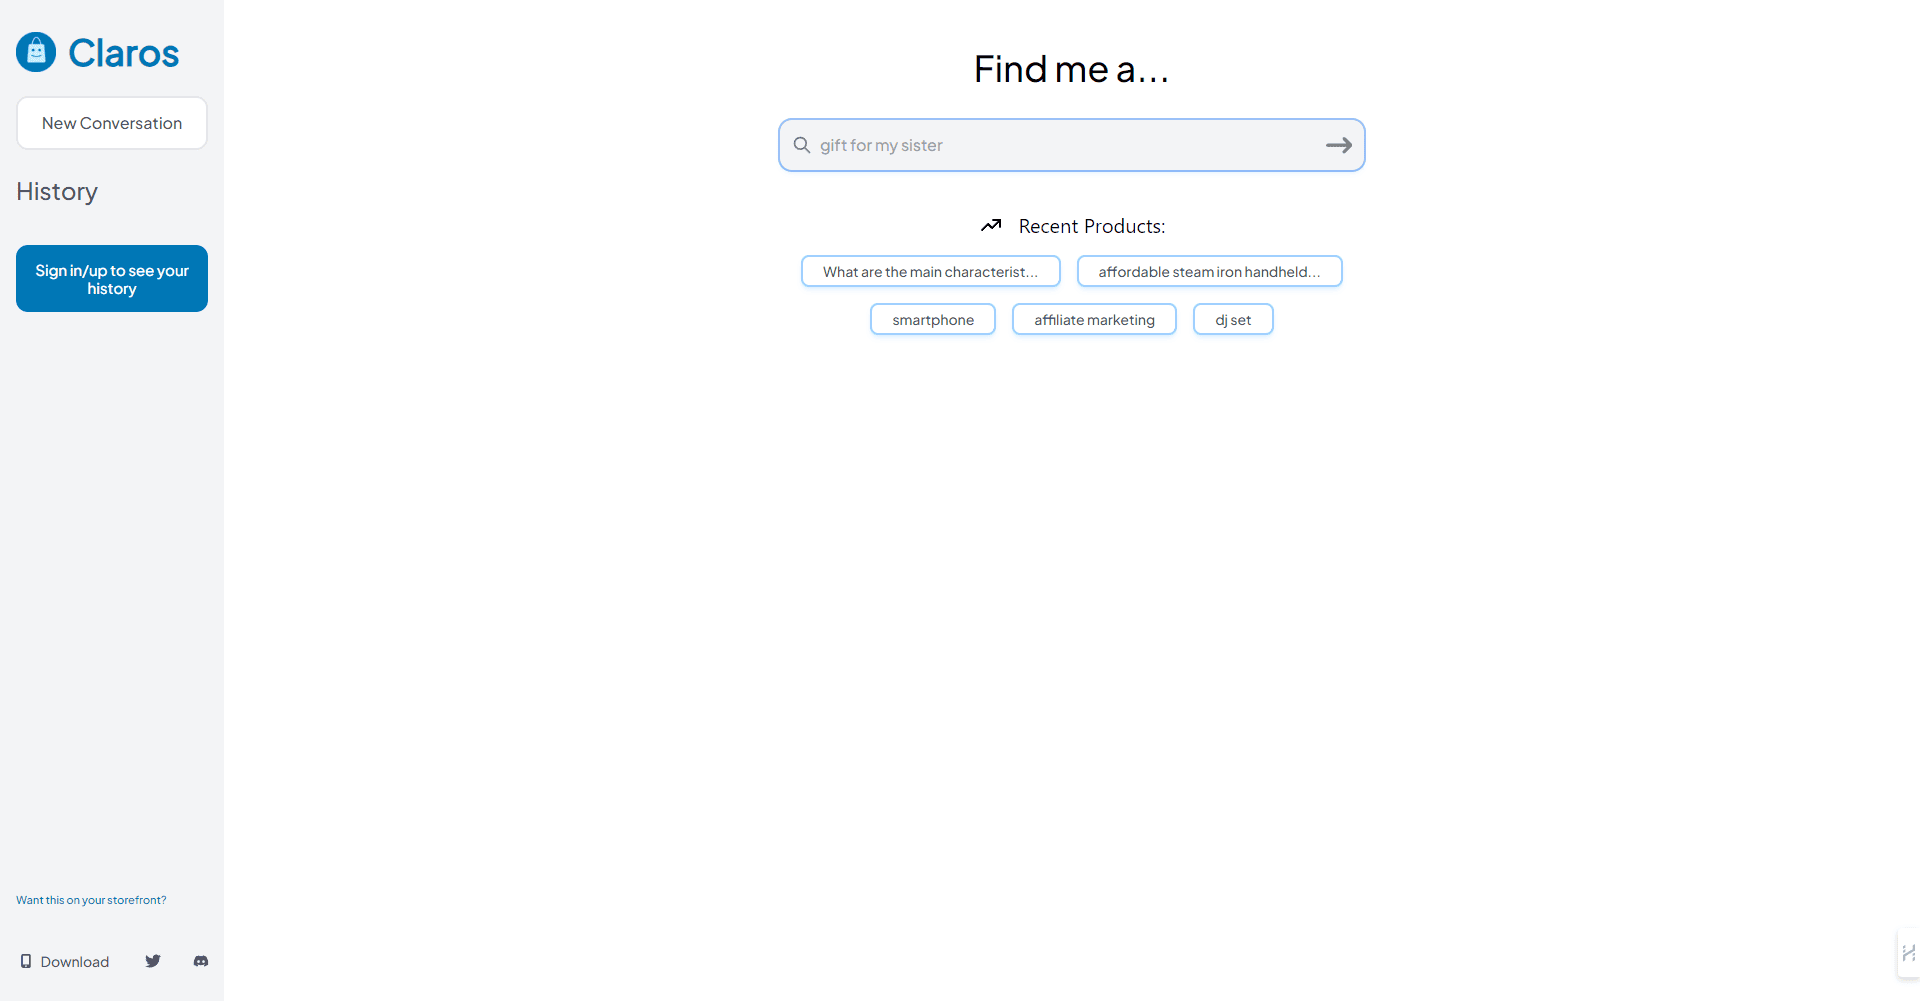 Claros
New Conversation
History
Sign in/up to see your
history
Want this on your storefront?
Download
Find me a...
gift for my sister
Recent Products:
What are the main characterist...
affordable steam iron handheld...
smartphone
affiliate marketing
dj set